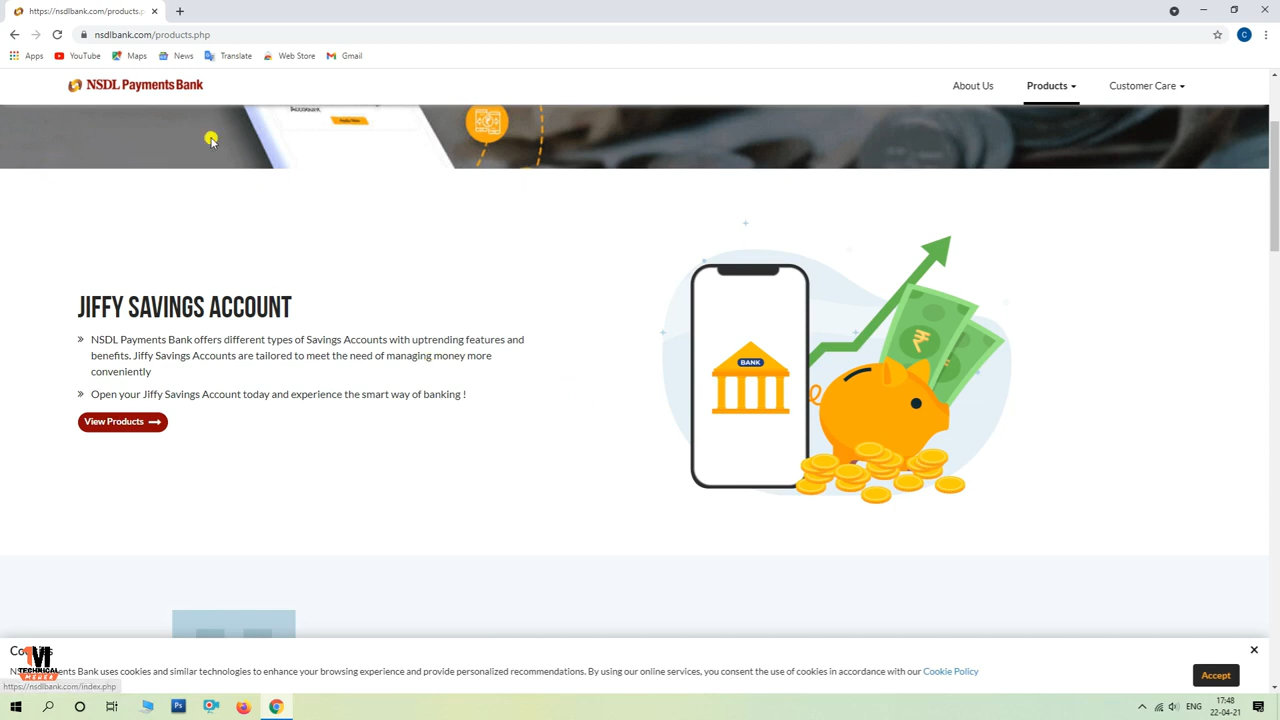 https://nsdlbank.com/products.p
nsdlbank.com/products.php
C
Apps
YouTube
Maps
News
Translate
Web Store
Gmail
NSDL Payments Bank
About Us
Products
Customer Care
JIFFY SAVINGS ACCOUNT
NSDL Payments Bank offers different types of Savings Accounts with uptrending features and
benefits. Jiffy Savings Accounts are tailored to meet the need of managing money more
conveniently
Open your Jiffy Savings Account today and experience the smart way of banking !
View Products
BANK
₹
TECHNICAL
Bank uses cookies and similar technologies to enhance your browsing experience and provide personalized recommendations. By using our online services, you consent the use of cookies in accordance with our Cookie Policy
Accept
https://nsdlbank.com/index.php
Ps
ENG
17:48
22-04-21